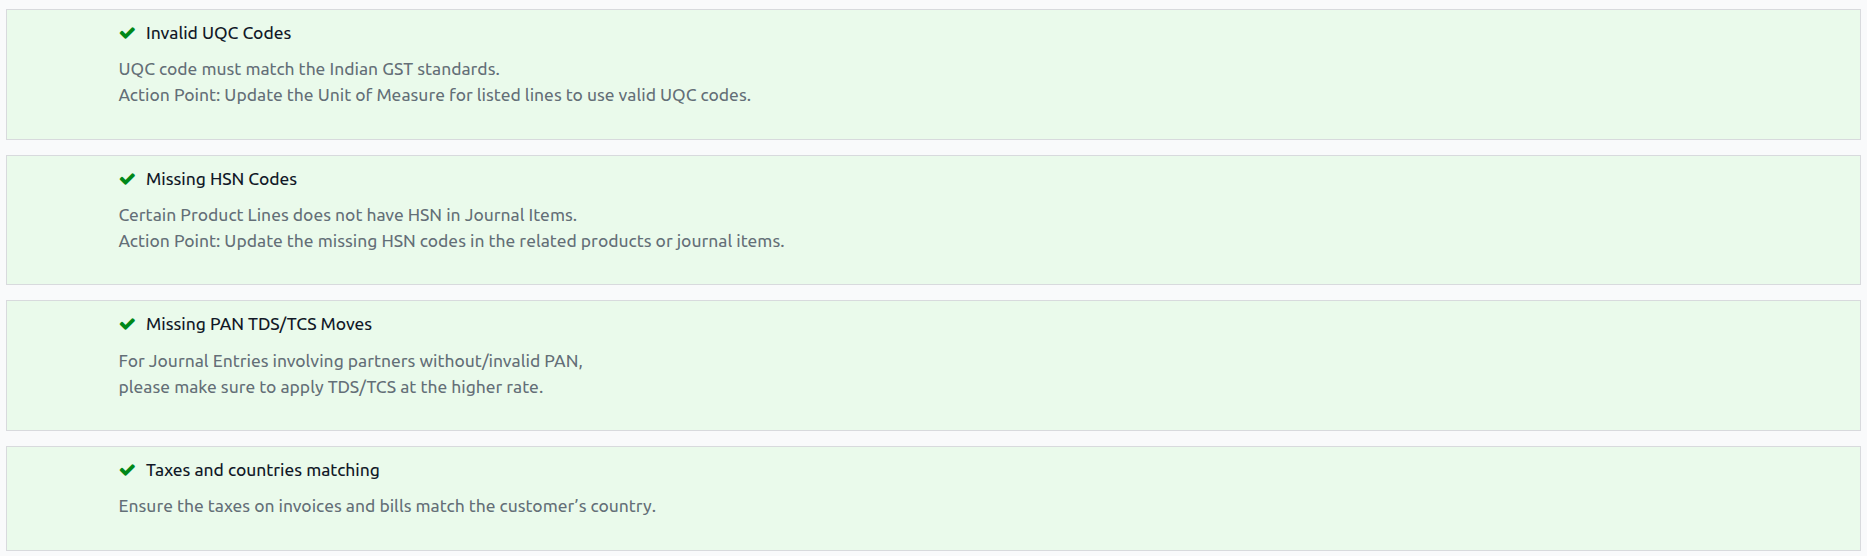 Invalid UQC Codes
UQC code must match the Indian GST standards.
Action Point: Update the Unit of Measure for listed lines to use valid UQC codes.
Missing HSN Codes
Certain Product Lines does not have HSN in Journal Items.
Action Point: Update the missing HSN codes in the related products or journal items.
Missing PAN TDS/TCS Moves
For Journal Entries involving partners without/invalid PAN,
please make sure to apply TDS/TCS at the higher rate.
Taxes and countries matching
Ensure the taxes on invoices and bills match the customer’s country.